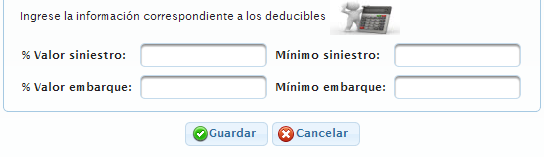 Ingrese la información correspondiente a los deducibles
% Valor siniestro: Mínimo siniestro:
% Valor embarque: Mínimo embarque:
Guardar Cancelar